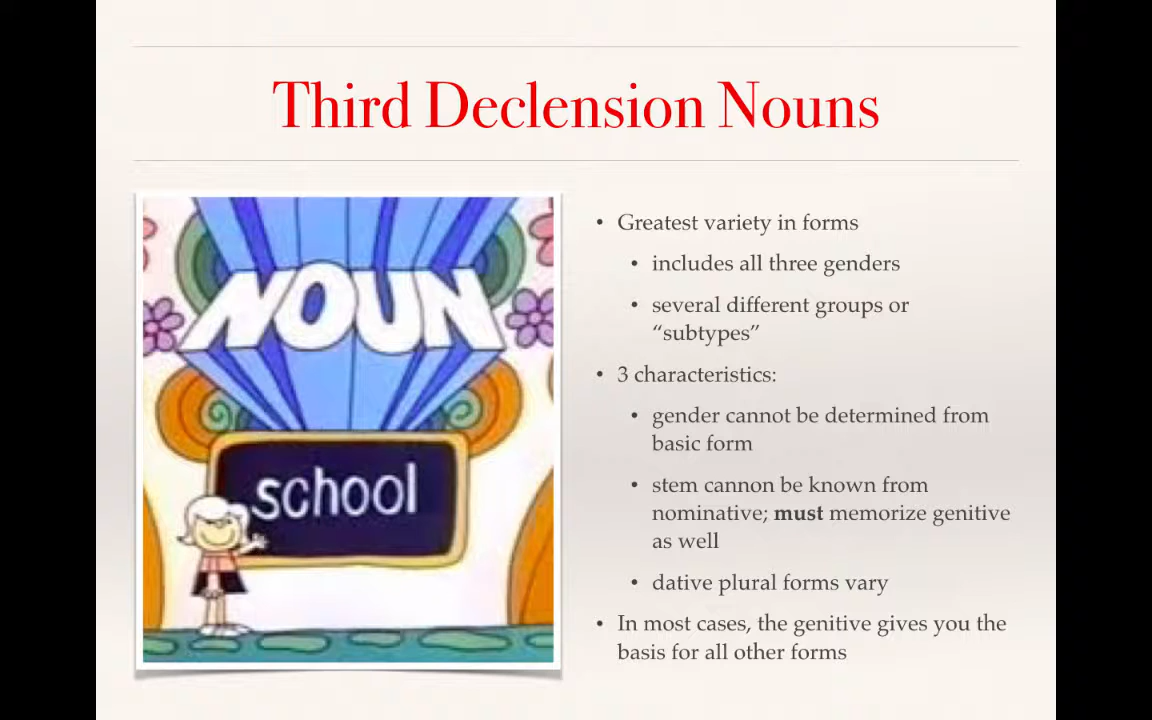 Third Declension Nouns
NOUN
school
• Greatest variety in forms
• includes all three genders
• several different groups or
“subtypes”
• 3 characteristics:
• gender cannot be determined from
basic form
• stem cannon be known from
nominative; must memorize genitive
as well
• dative plural forms vary
• In most cases, the genitive gives you the
basis for all other forms